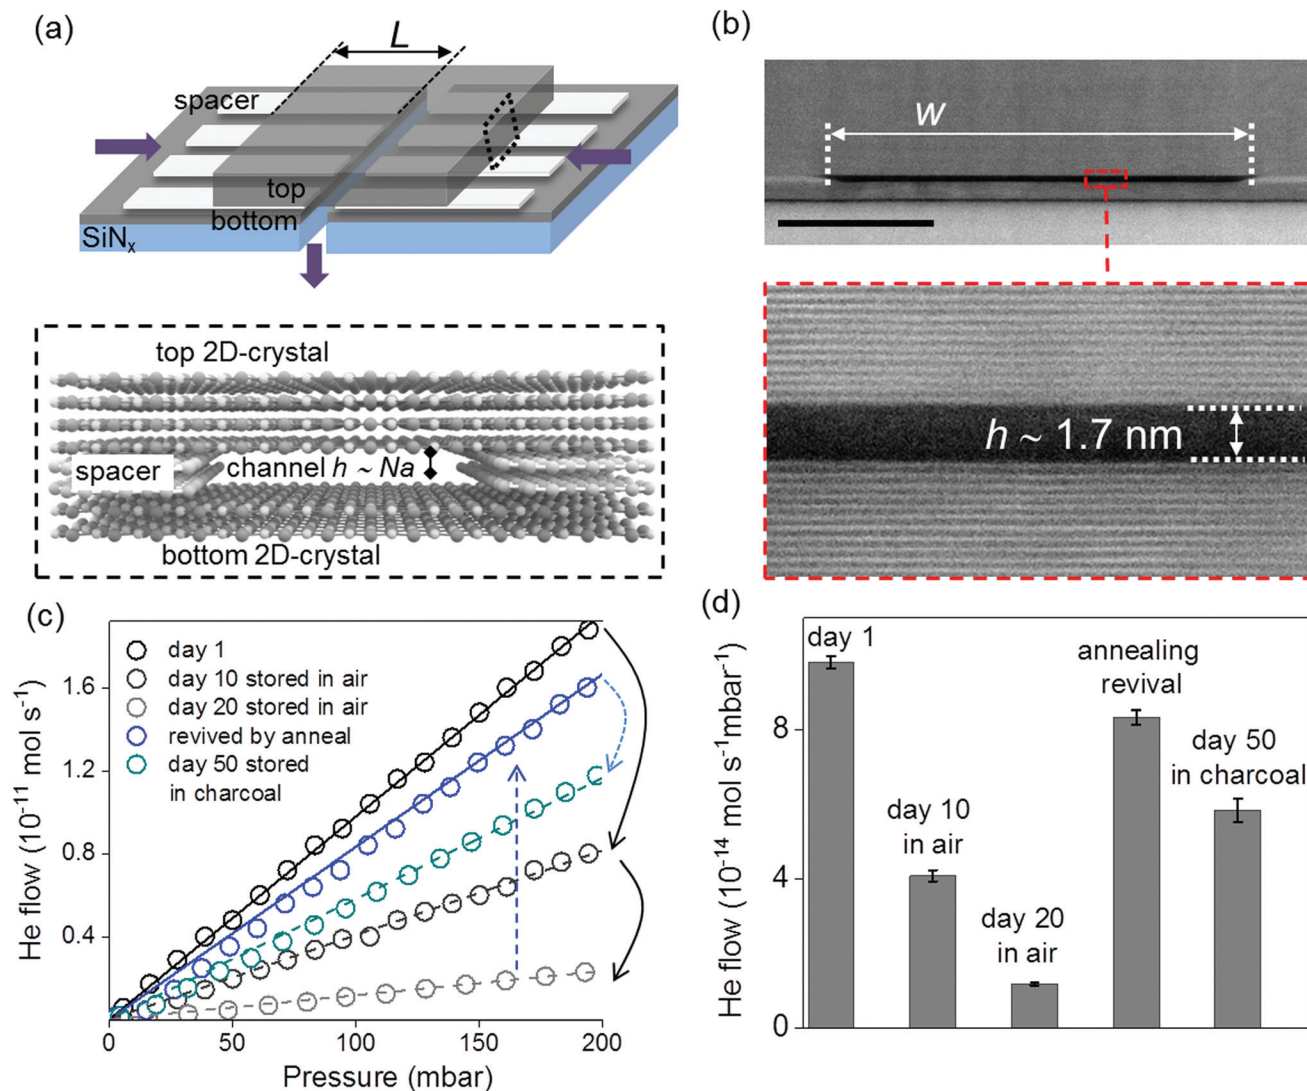 (a)
L
spacer
top
bottom
SiNx
top 2D-crystal
spacer
channel h ~ Na
bottom 2D-crystal
(b)
w
h ~ 1.7 nm
(c)
day 1
day 10 stored in air
day 20 stored in air
revived by anneal
day 50 stored
in charcoal
He flow (10⁻¹¹ mol s⁻¹)
1.6
1.2
0.8
0.4
0
50
100
150
200
Pressure (mbar)
(d)
day 1
day 10
in air
day 20
in air
annealing
revival
day 50
in charcoal
He flow (10⁻¹⁴ mol s⁻¹mbar⁻¹)
8
4
0